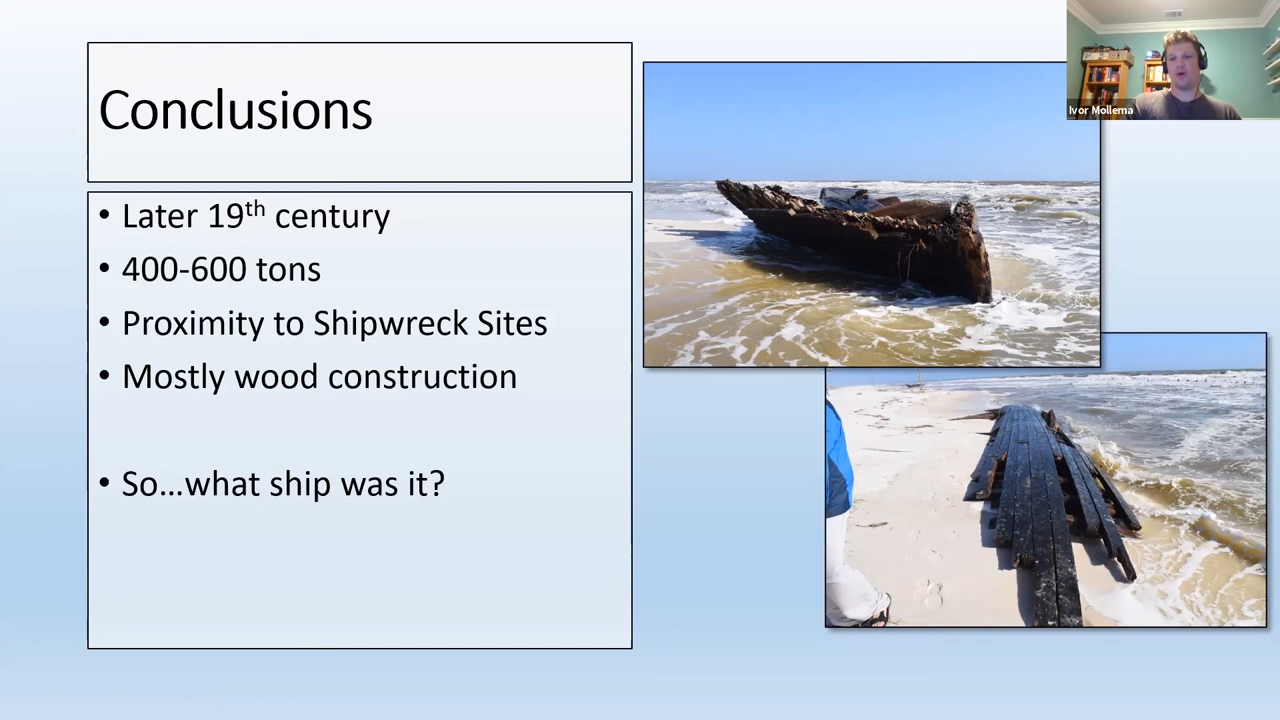 Conclusions
• Later 19th century
• 400-600 tons
• Proximity to Shipwreck Sites
• Mostly wood construction
• So...what ship was it?
Ivor Mollema